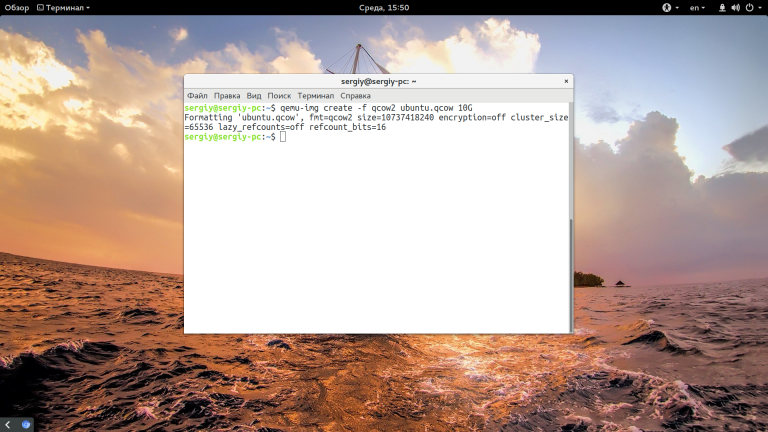 Обзор Терминал Среда, 15:50 en
sergiy@sergiy-pc: ~
Файл Правка Вид Поиск Терминал Справка
sergiy@sergiy-pc:~$ qemu-img create -f qcow2 ubuntu.qcow 10G
Formatting 'ubuntu.qcow', fmt=qcow2 size=10737418240 encryption=off cluster_size
=65536 lazy_refcounts=off refcount_bits=16
sergiy@sergiy-pc:~$